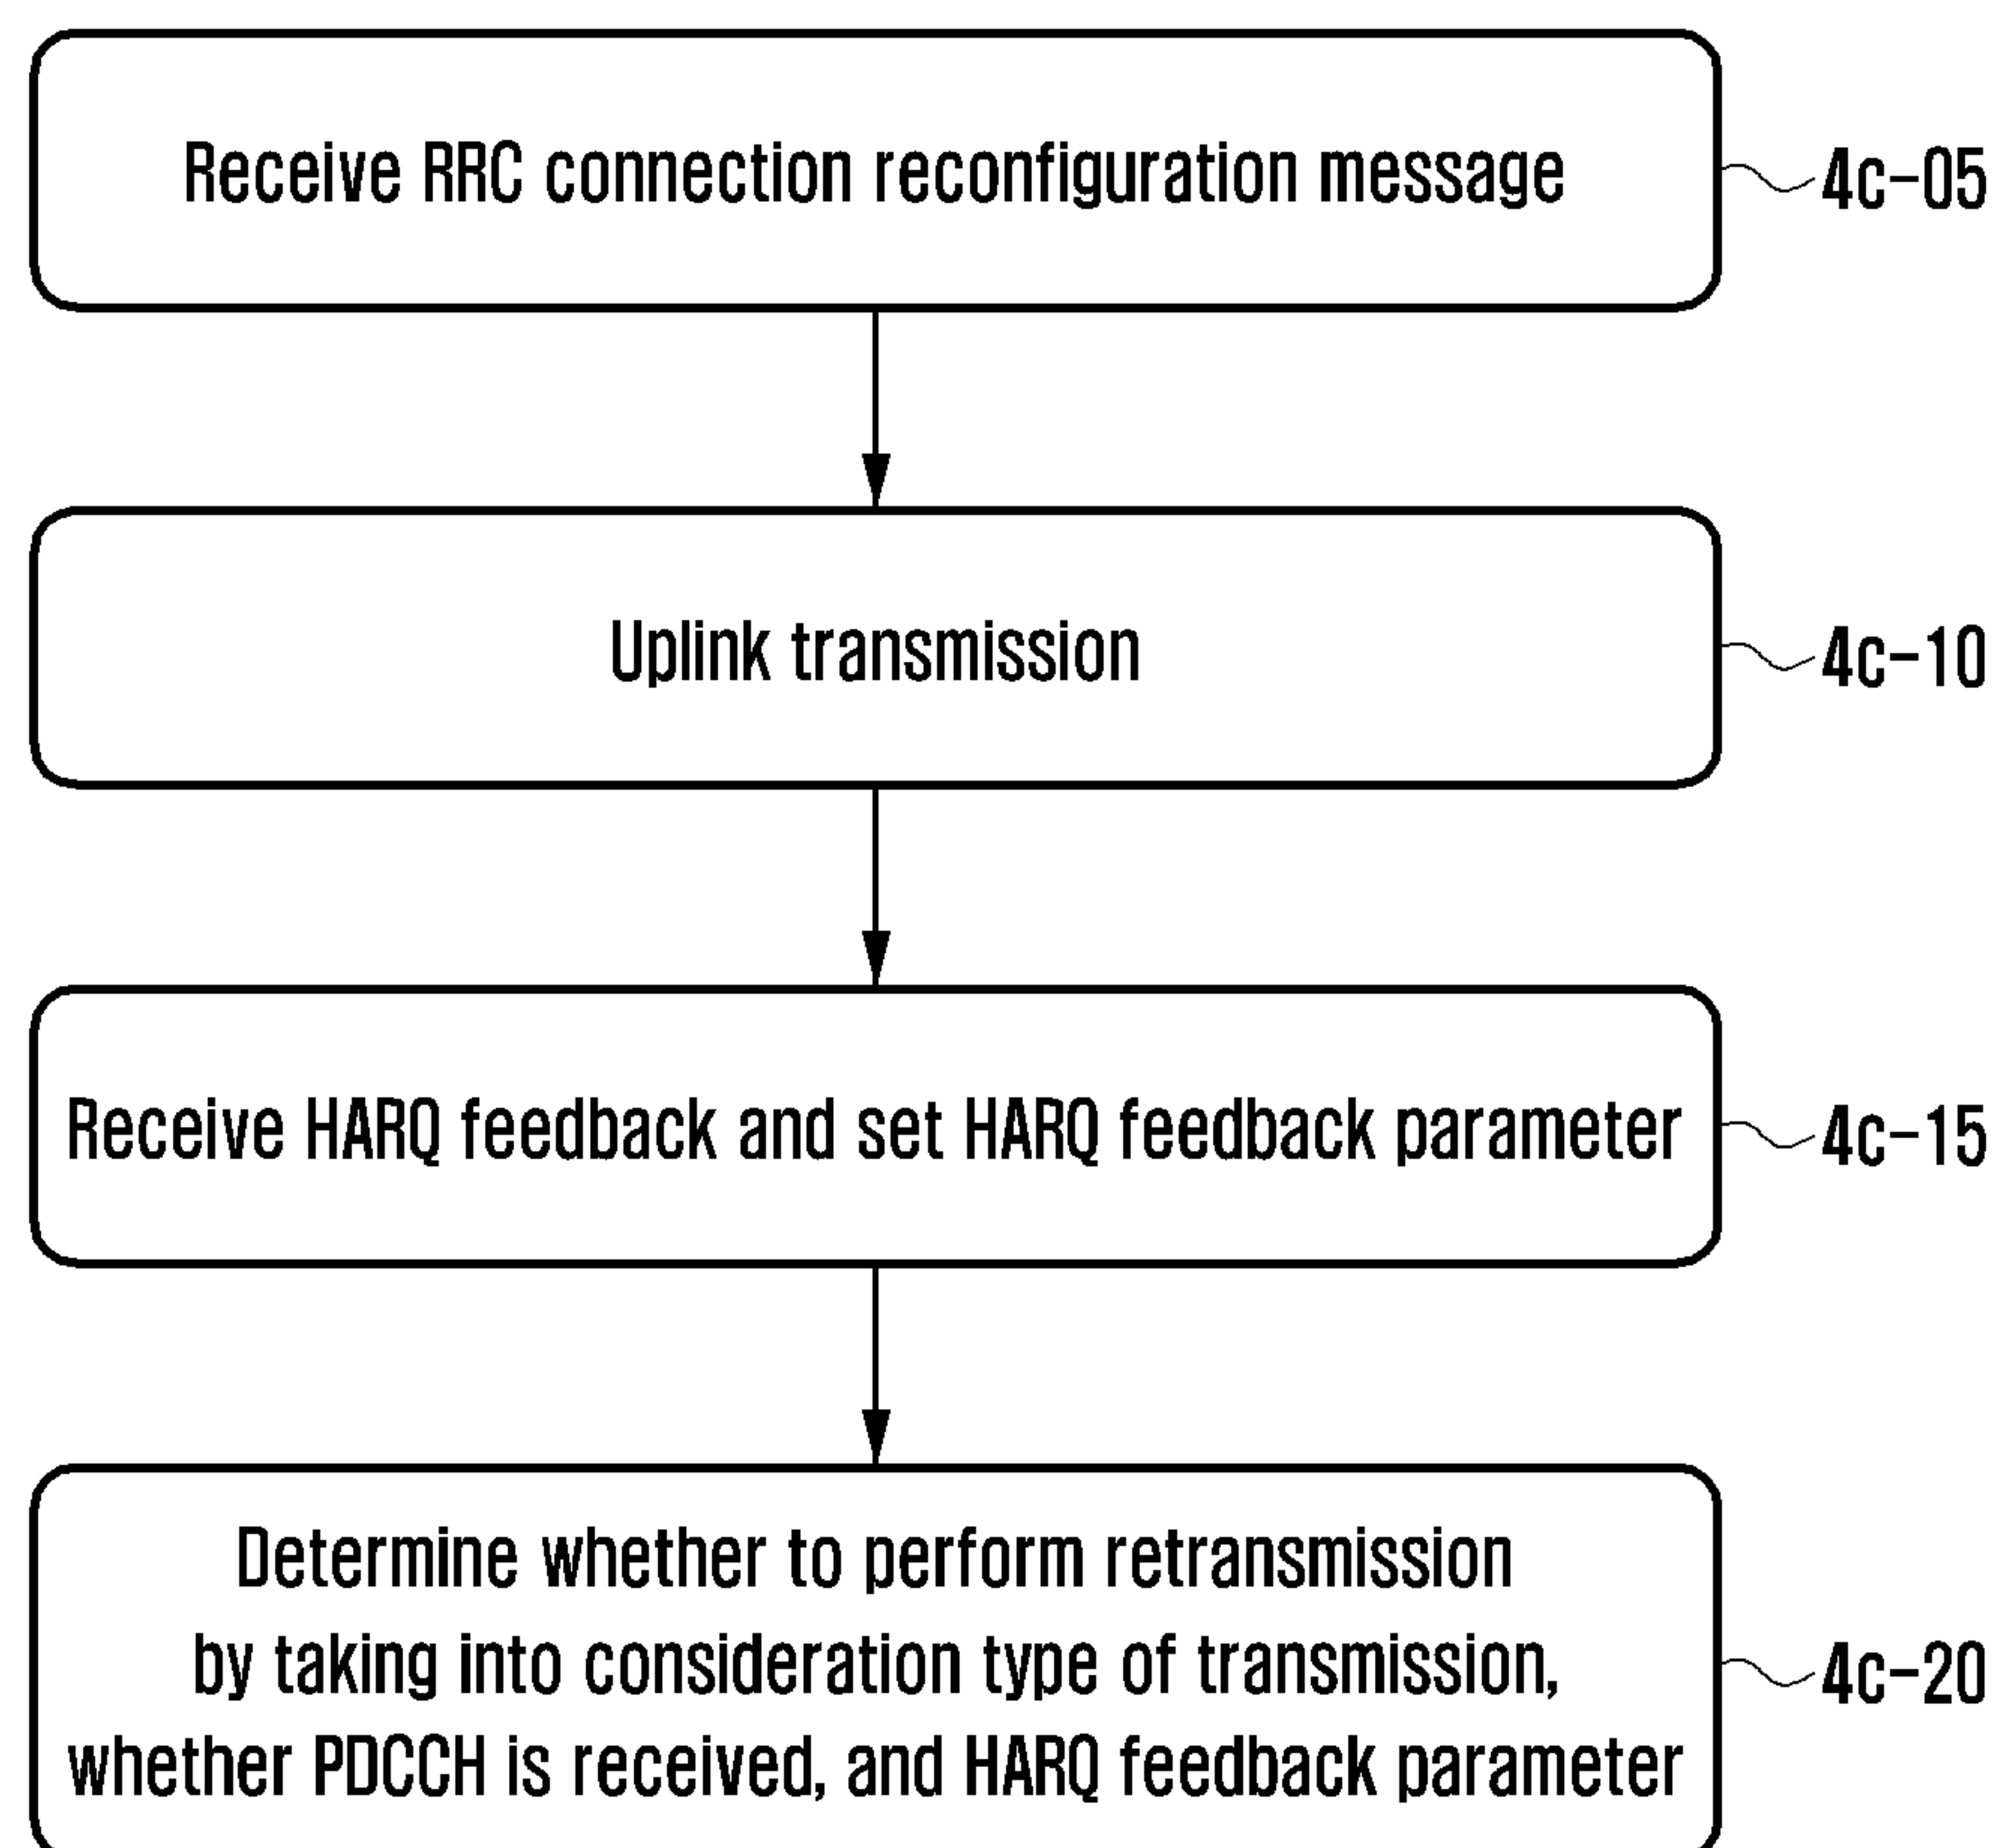 Receive RRC connection reconfiguration message
4c-05
Uplink transmission
4c-10
Receive HARQ feedback and set HARQ feedback parameter
4c-15
Determine whether to perform retransmission
by taking into consideration type of transmission,
whether PDCCH is received, and HARQ feedback parameter
4c-20